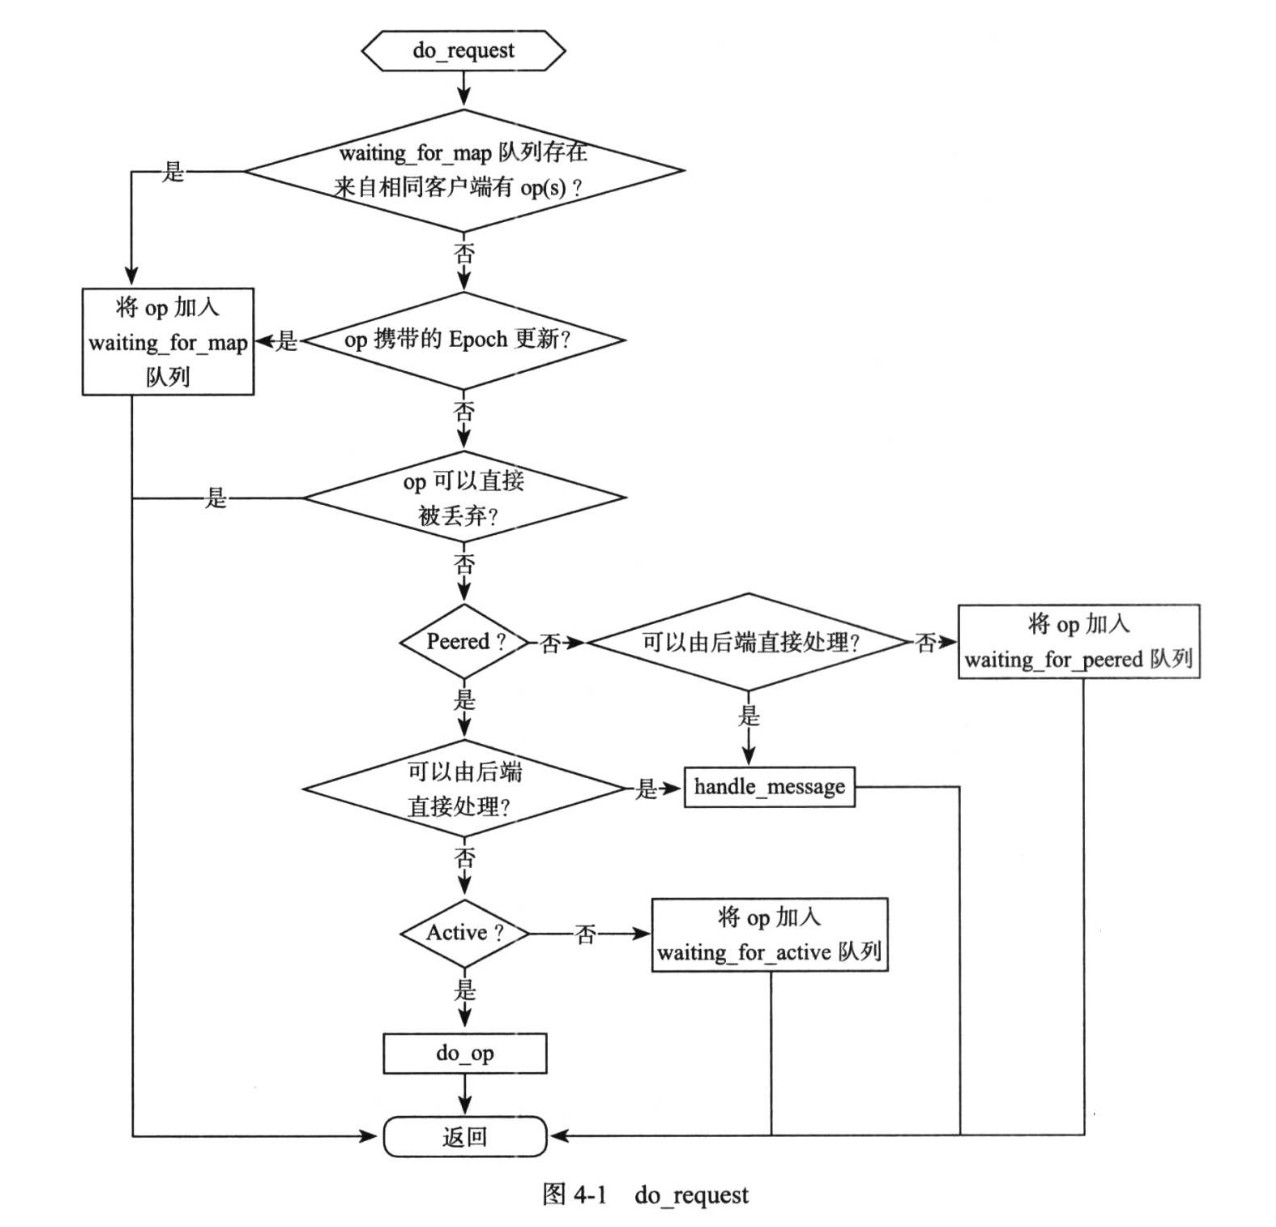 do_request
waiting_for_map 队列存在
来自相同客户端有 op(s)？
是
否
将 op 加入
waiting_for_map
队列
是
op 携带的 Epoch 更新？
否
op 可以直接
被丢弃？
是
否
Peered？
否
可以由后端直接处理？
否
将 op 加入
waiting_for_peered 队列
是
是
可以由后端
直接处理？
是
handle_message
否
Active？
否
将 op 加入
waiting_for_active 队列
是
do_op
返回
图 4-1 do_request